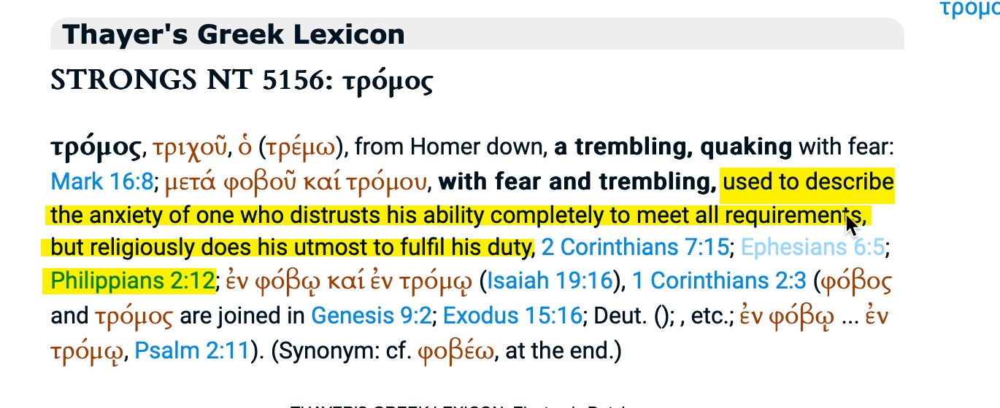 τρόμο
Thayer's Greek Lexicon
STRONGS NT 5156: τρόμος
τρόμος, τριχοῦ, ὁ (τρέμω), from Homer down, a trembling, quaking with fear:
Mark 16:8; μετά φοβοῦ καί τρόμου, with fear and trembling, used to describe
the anxiety of one who distrusts his ability completely to meet all requirements,
but religiously does his utmost to fulfil his duty, 2 Corinthians 7:15; Ephesians 6:5;
Philippians 2:12; ἐν φόβῳ καί ἐν τρόμῳ (Isaiah 19:16), 1 Corinthians 2:3 (φόβος
and τρόμος are joined in Genesis 9:2; Exodus 15:16; Deut. (); , etc.; ἐν φόβῳ ... ἐν
τρόμῳ, Psalm 2:11). (Synonym: cf. φοβέω, at the end.)